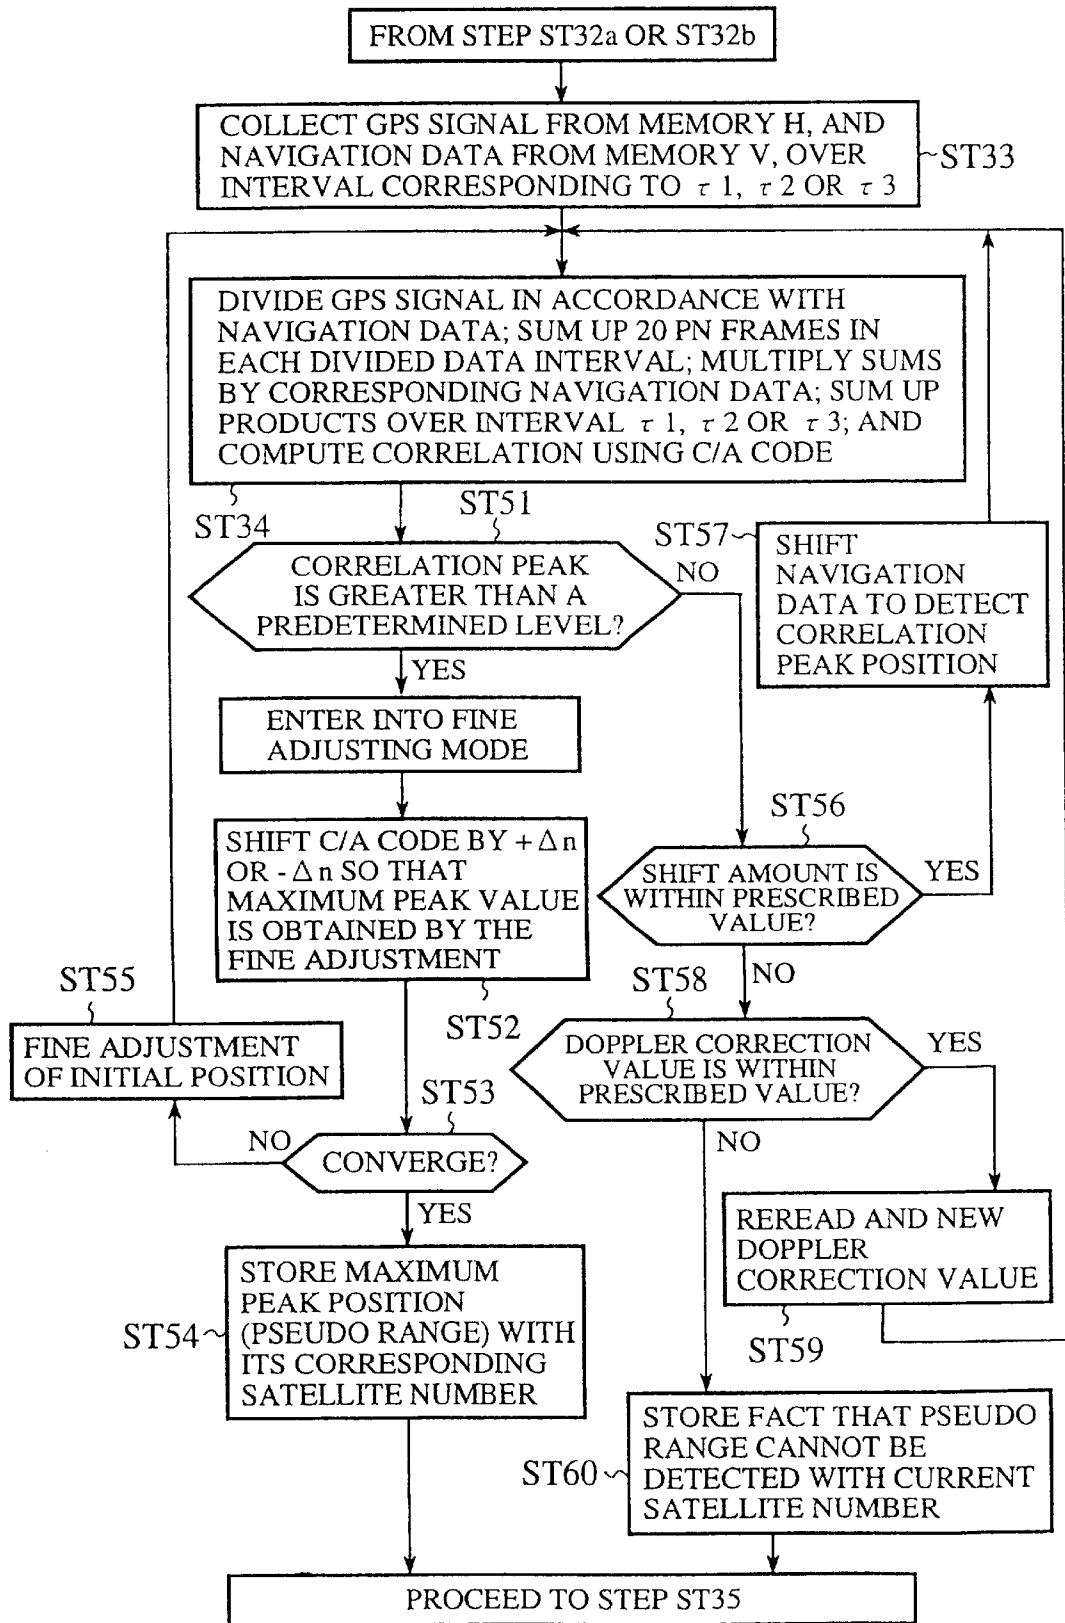 FROM STEP ST32a OR ST32b
COLLECT GPS SIGNAL FROM MEMORY H, AND
NAVIGATION DATA FROM MEMORY V, OVER
INTERVAL CORRESPONDING TO τ 1, τ 2 OR τ 3
ST33
DIVIDE GPS SIGNAL IN ACCORDANCE WITH
NAVIGATION DATA; SUM UP 20 PN FRAMES IN
EACH DIVIDED DATA INTERVAL; MULTIPLY SUMS
BY CORRESPONDING NAVIGATION DATA; SUM UP
PRODUCTS OVER INTERVAL τ 1, τ 2 OR τ 3; AND
COMPUTE CORRELATION USING C/A CODE
ST34
ST51
CORRELATION PEAK
IS GREATER THAN A
PREDETERMINED LEVEL?
NO
YES
ST57
SHIFT
NAVIGATION
DATA TO DETECT
CORRELATION
PEAK POSITION
ENTER INTO FINE
ADJUSTING MODE
SHIFT C/A CODE BY + Δ n
OR - Δ n SO THAT
MAXIMUM PEAK VALUE
IS OBTAINED BY THE
FINE ADJUSTMENT
ST52
ST56
SHIFT AMOUNT IS
WITHIN PRESCRIBED
VALUE?
YES
NO
ST55
FINE ADJUSTMENT
OF INITIAL POSITION
ST58
DOPPLER CORRECTION
VALUE IS WITHIN
PRESCRIBED VALUE?
YES
NO
ST53
NO
CONVERGE?
YES
REREAD AND NEW
DOPPLER
CORRECTION VALUE
ST59
ST54
STORE MAXIMUM
PEAK POSITION
(PSEUDO RANGE) WITH
ITS CORRESPONDING
SATELLITE NUMBER
ST60
STORE FACT THAT PSEUDO
RANGE CANNOT BE
DETECTED WITH CURRENT
SATELLITE NUMBER
PROCEED TO STEP ST35